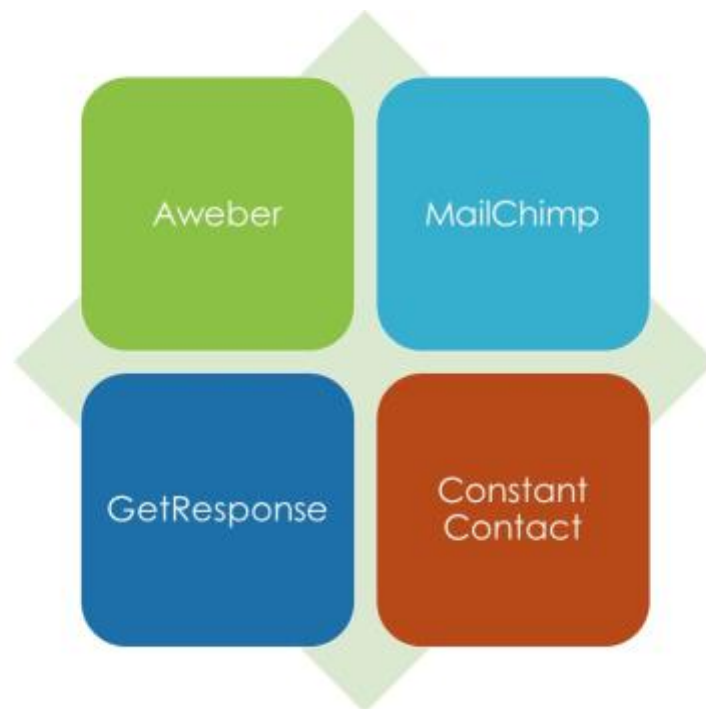 Aweber
MailChimp
GetResponse
Constant
Contact